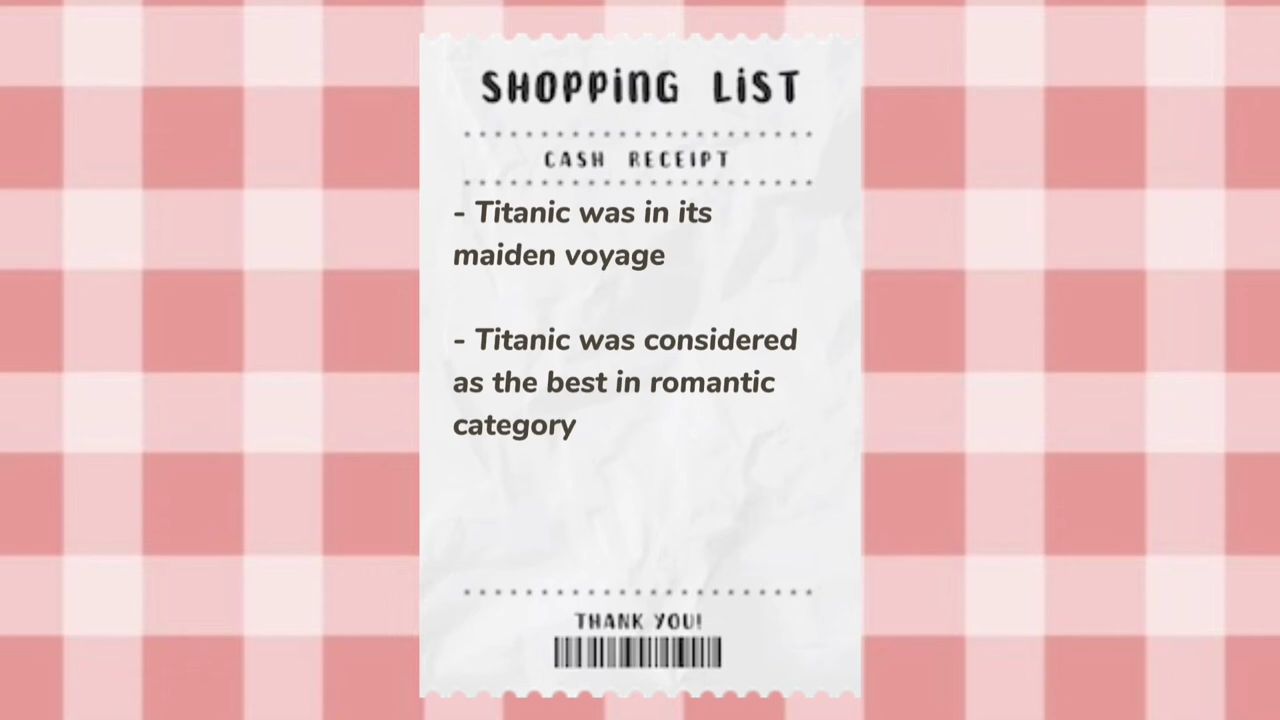 SHOPPiNG LiST
CASH RECEIPT
- Titanic was in its
maiden voyage
- Titanic was considered
as the best in romantic
category
THANK YOU!